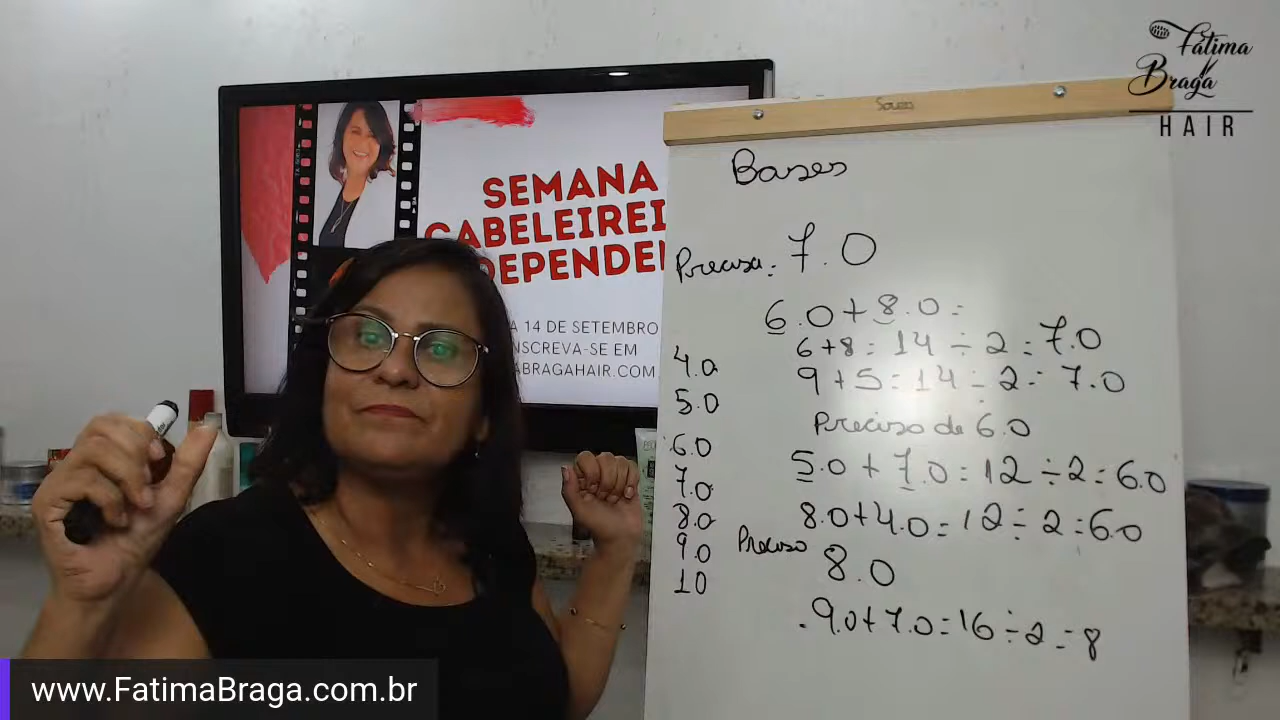 Fátima
Braga
HAIR
SEMANA
CABELEIREI
DEPENDEN
A 14 DE SETEMBRO
NSCREVA-SE EM
ABRAGAHAIR.COM
Souza
Bases
Precisa: 7.0
6.0+8.0=
6+8=14÷2=7.0
9+5=14÷2=7.0
Preciso de 6.0
5.0+7.0=12÷2=6.0
8.0+4.0=12÷2=6.0
Preciso 8.0
9.0+7.0=16÷2=8
4.0
5.0
6.0
7.0
8.0
9.0
10
www.FatimaBraga.com.br